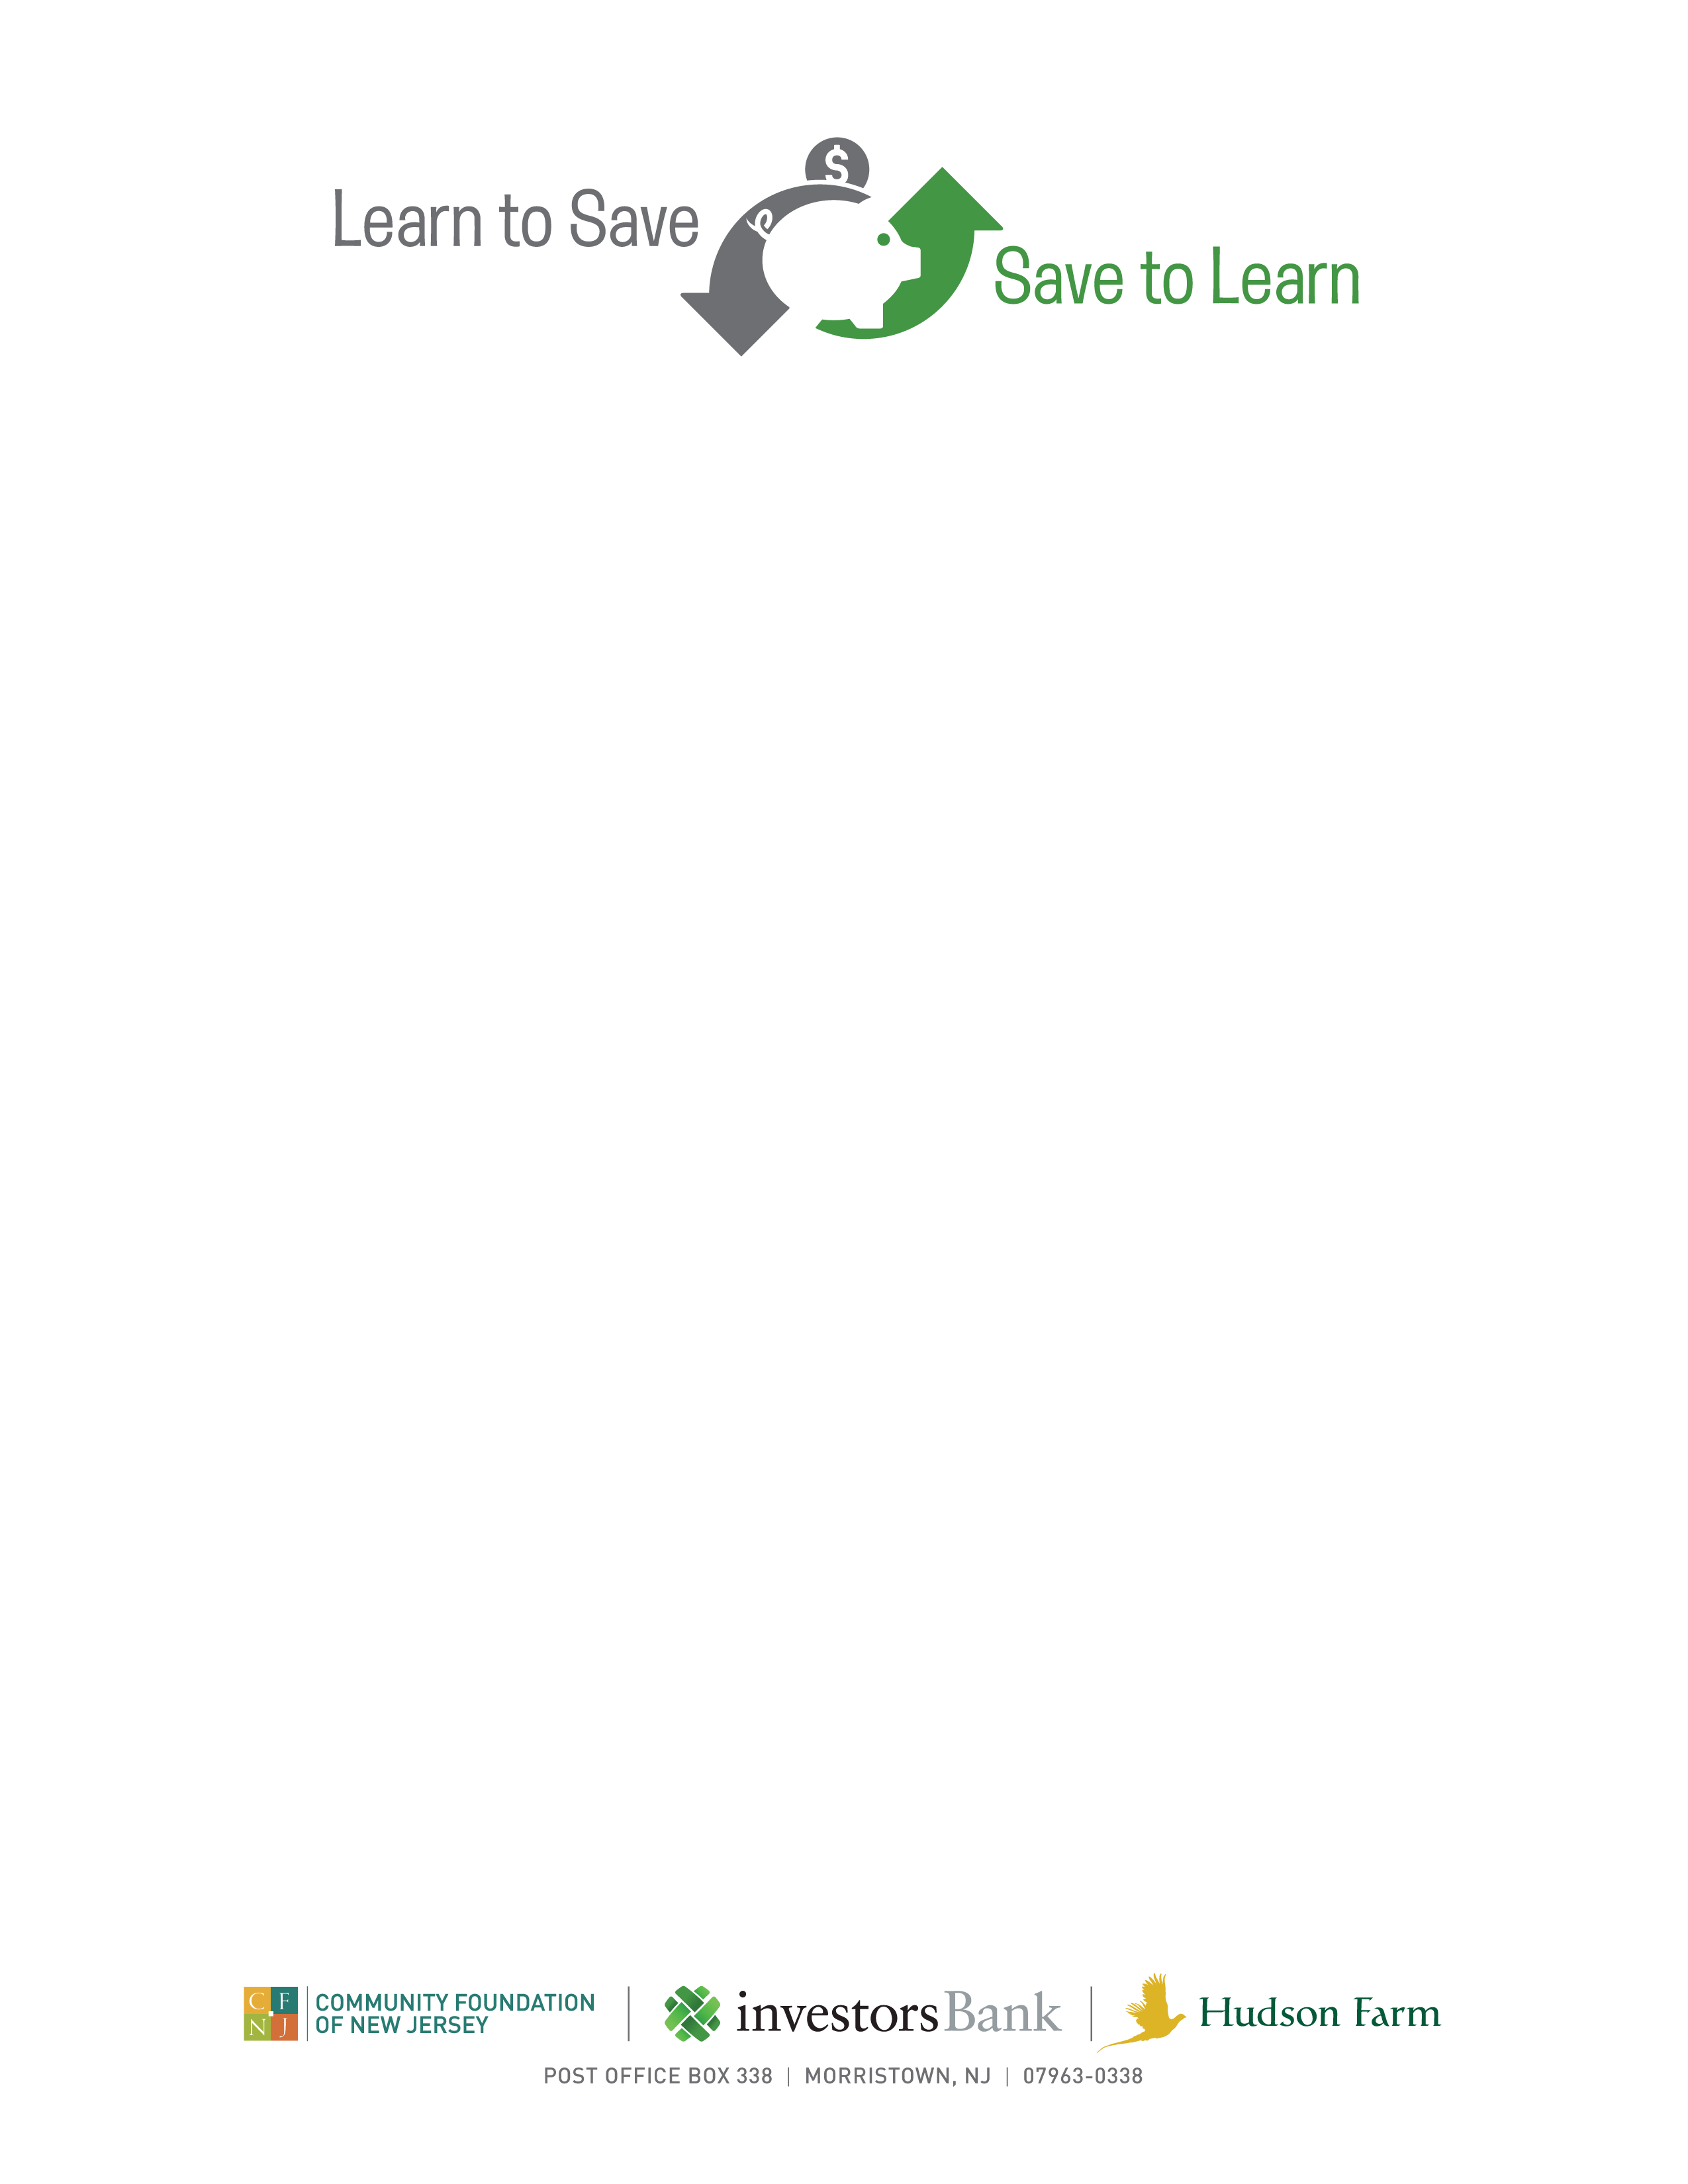 $
Learn to Save
Save to Learn
C F
N J
COMMUNITY FOUNDATION
OF NEW JERSEY
investorsBank
Hudson Farm
POST OFFICE BOX 338 | MORRISTOWN, NJ | 07963-0338